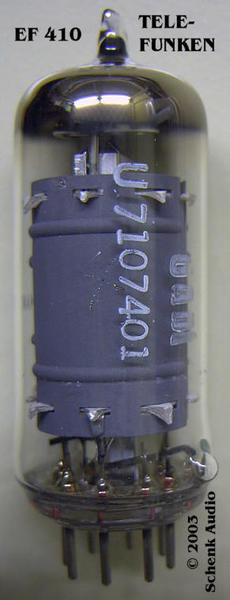 EF 410
TELE-
FUNKEN
U7107401
© 2003
Schenk Audio